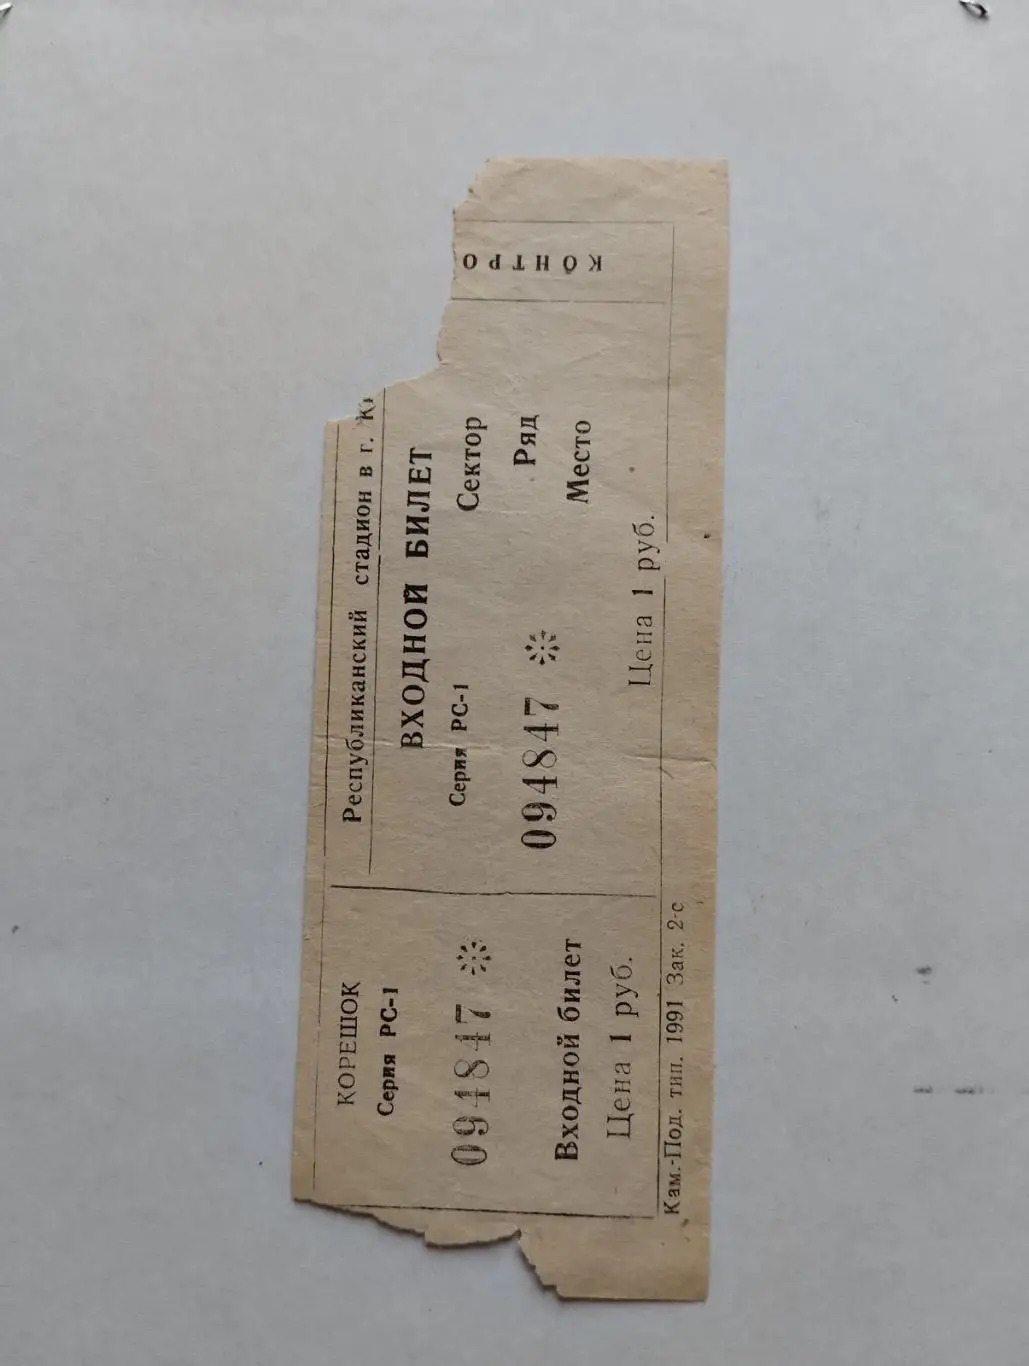 КОРЕШОК
Серия РС-1
094847
Входной билет
Цена 1 руб.
Республиканский стадион в г.
ВХОДНОЙ БИЛЕТ
Серия РС-1
Сектор
094847
Ряд
Место
Цена 1 руб.
КОНТРО
Кам.-Под. тип. 1991 Зак. 2-с